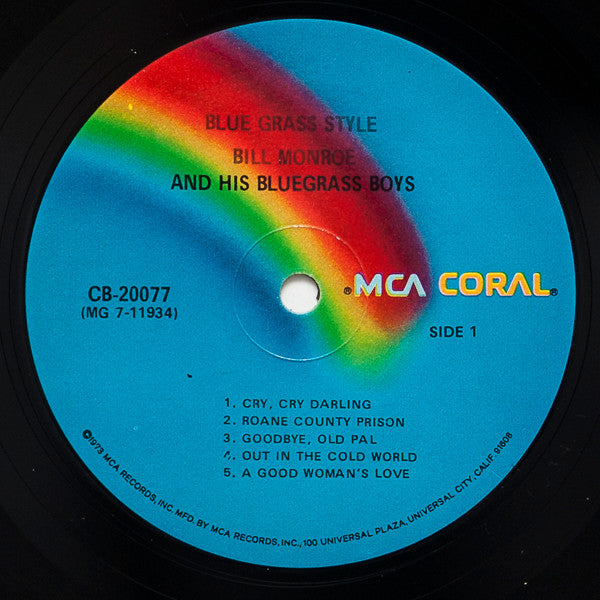 BLUE GRASS STYLE
BILL MONROE
AND HIS BLUEGRASS BOYS
CB-20077
(MG 7-11934)
®MCA CORAL®
SIDE 1
1. CRY, CRY DARLING
2. ROANE COUNTY PRISON
3. GOODBYE, OLD PAL
4. OUT IN THE COLD WORLD
5. A GOOD WOMAN'S LOVE
©1973 MCA RECORDS, INC. MFD. BY MCA RECORDS, INC., 100 UNIVERSAL PLAZA, UNIVERSAL CITY, CALIF. 91608